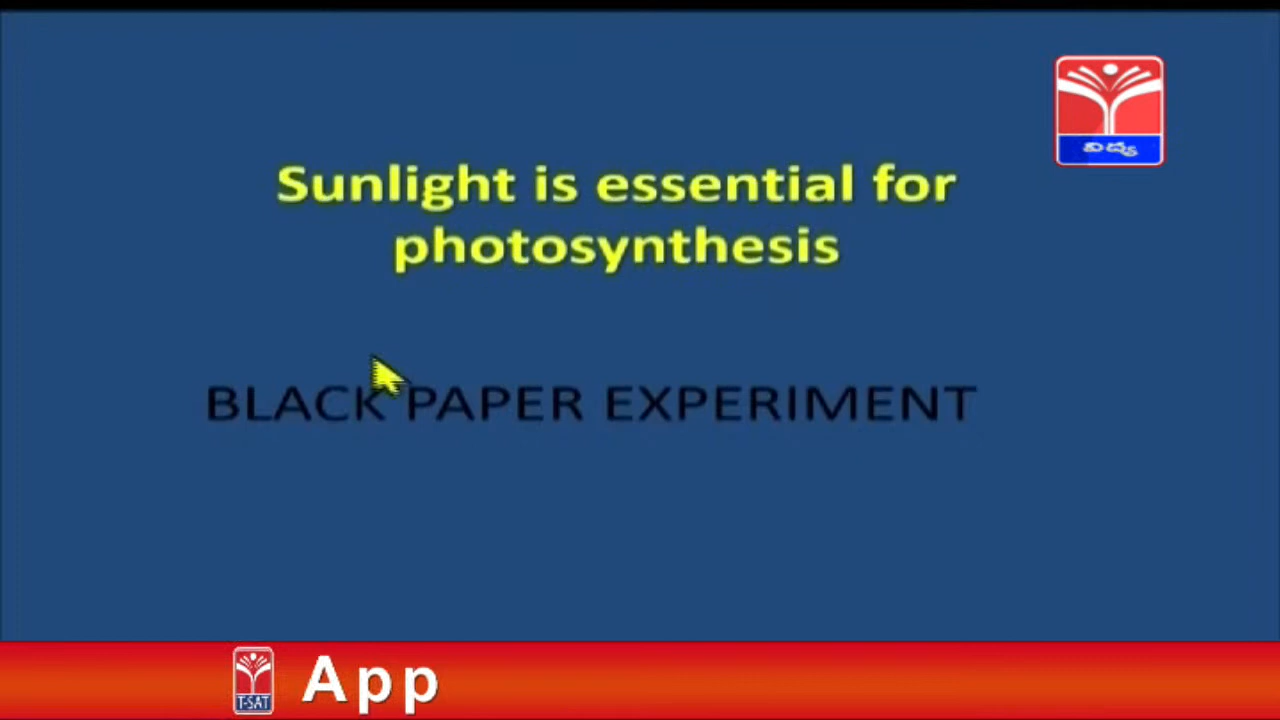 విద్య
Sunlight is essential for
photosynthesis
BLACK PAPER EXPERIMENT
T-SAT
App